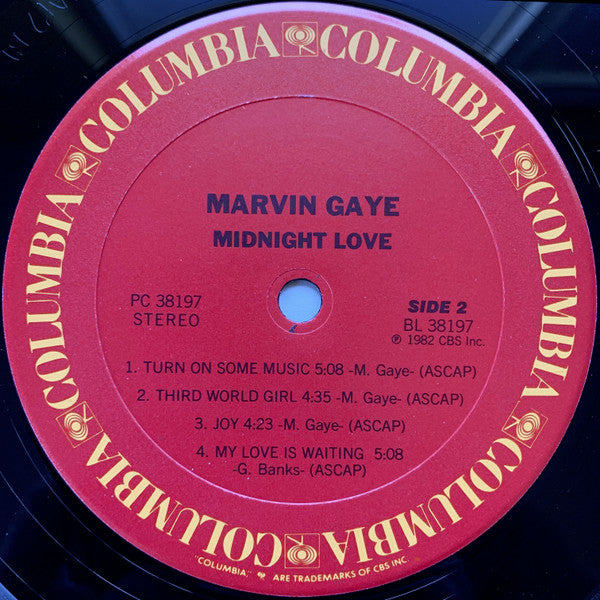 COLUMBIA COLUMBIA COLUMBIA COLUMBIA COLUMBIA COLUMBIA COLUMBIA COLUMBIA
MARVIN GAYE
MIDNIGHT LOVE
PC 38197
STEREO
SIDE 2
BL 38197
℗ 1982 CBS Inc.
1. TURN ON SOME MUSIC 5:08 -M. Gaye- (ASCAP)
2. THIRD WORLD GIRL 4:35 -M. Gaye- (ASCAP)
3. JOY 4:23 -M. Gaye- (ASCAP)
4. MY LOVE IS WAITING 5:08
-G. Banks- (ASCAP)
"COLUMBIA," ARE TRADEMARKS OF CBS INC.